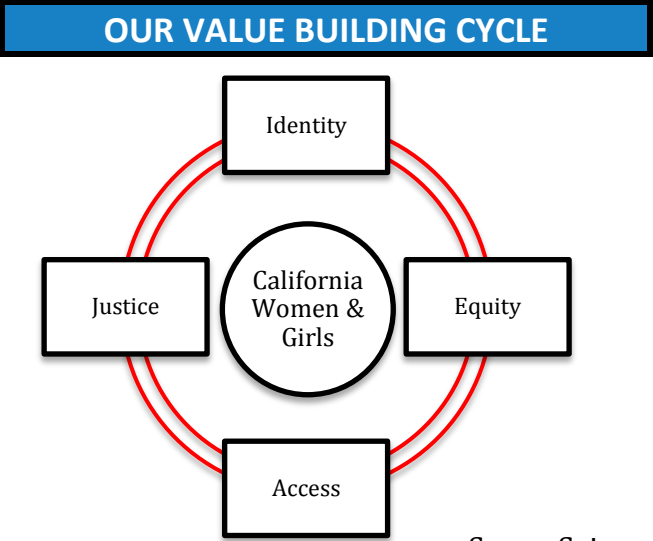 OUR VALUE BUILDING CYCLE
Identity
Justice
California
Women &
Girls
Equity
Access